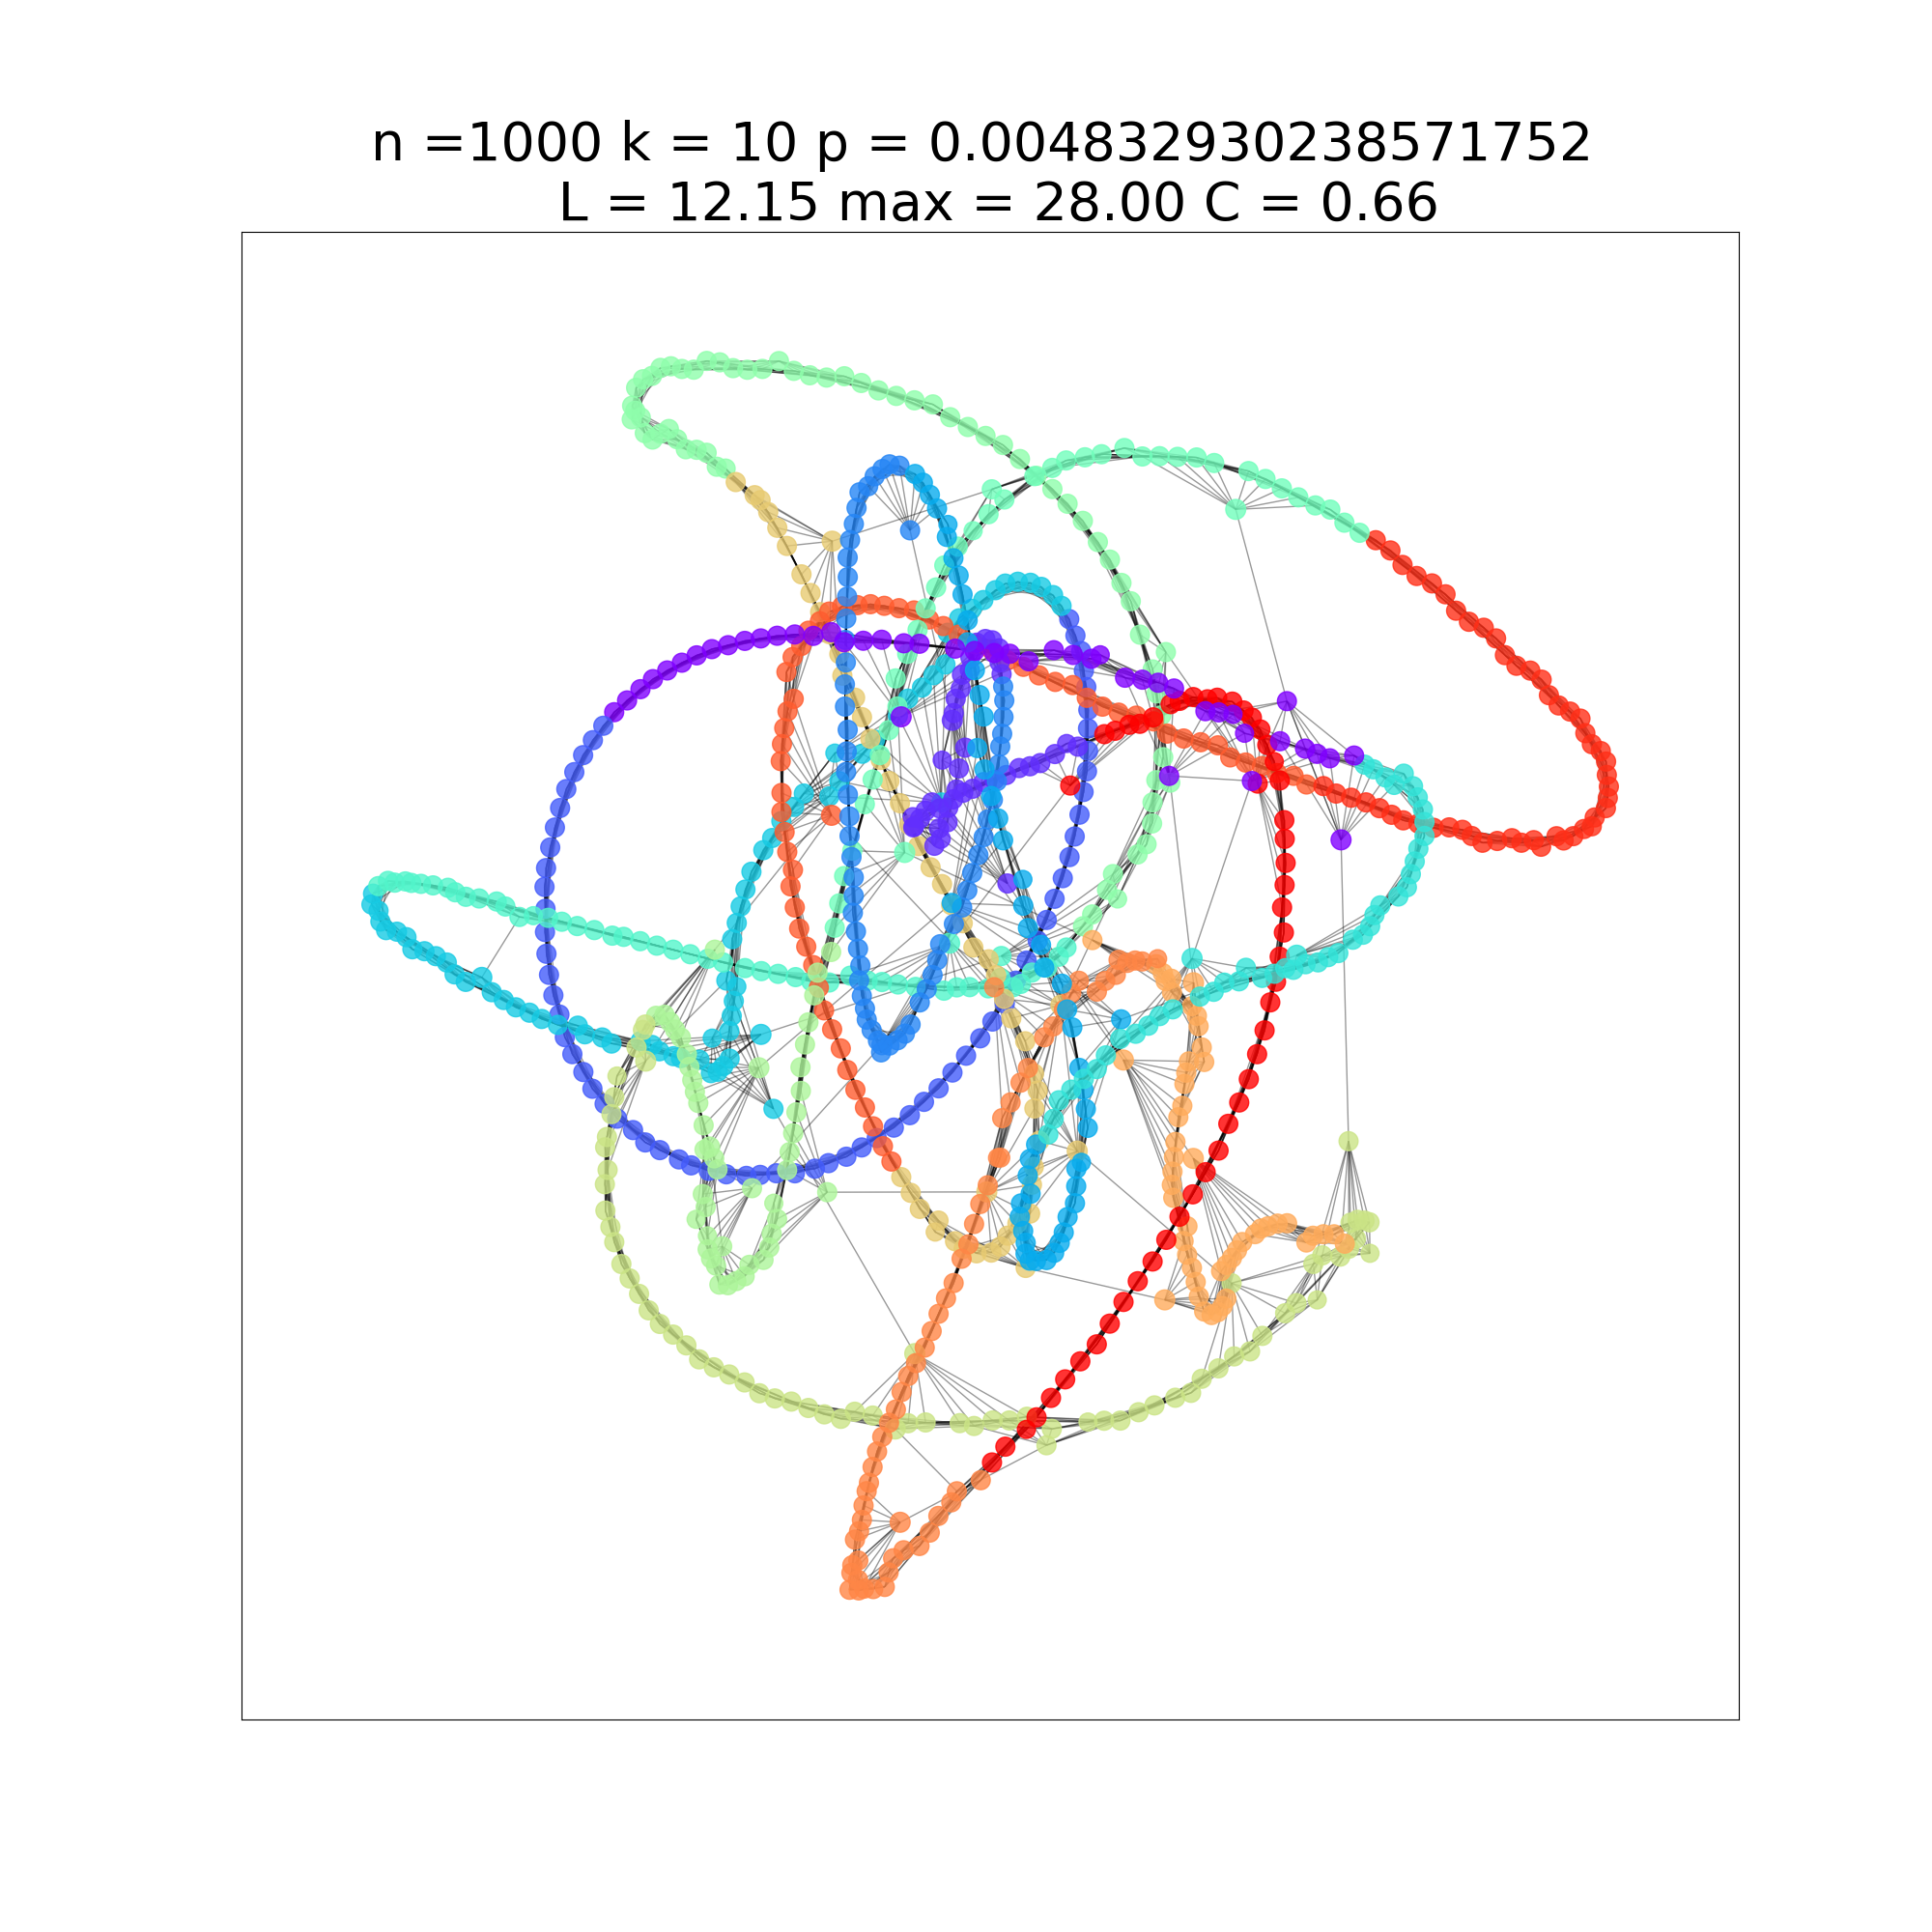 n =1000 k = 10 p = 0.004832930238571752
L = 12.15 max = 28.00 C = 0.66